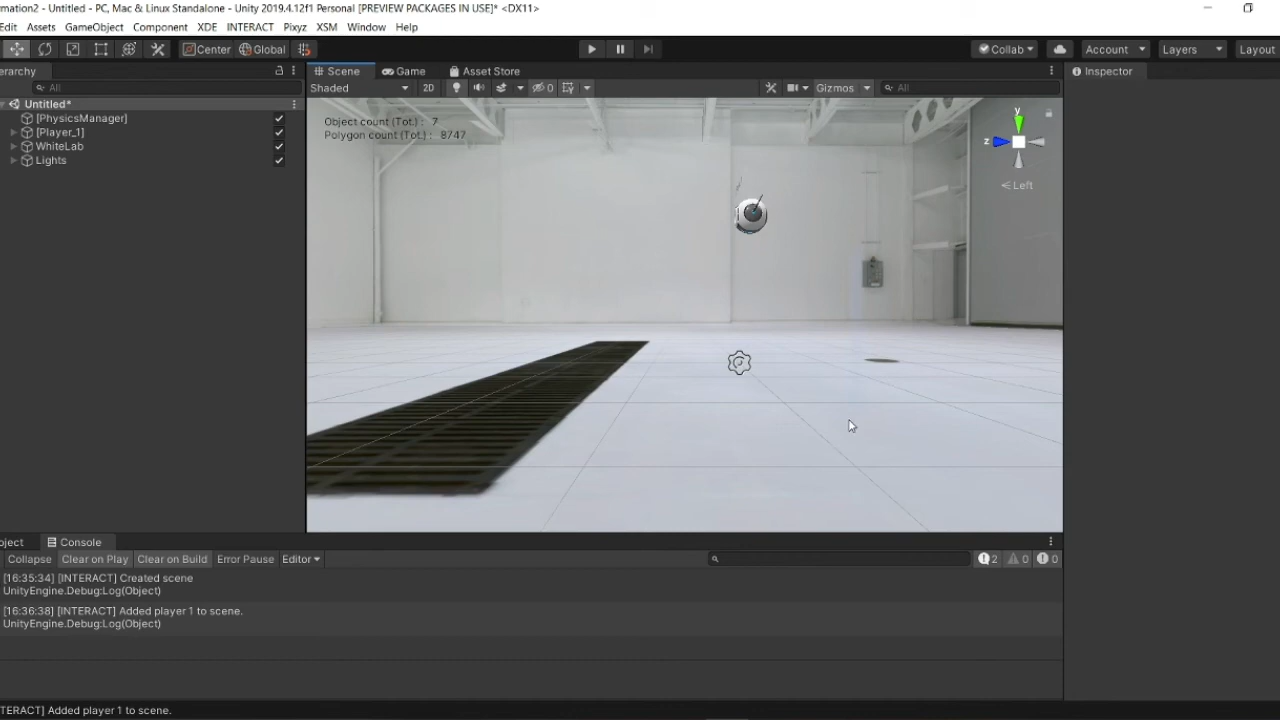 rmation2 - Untitled - PC, Mac & Linux Standalone - Unity 2019.4.12f1 Personal [PREVIEW PACKAGES IN USE]* <DX11>
Edit Assets GameObject Component XDE INTERACT Pixyz XSM Window Help
Center Global Collab Account Layers Layout
erarchy Scene Game Asset Store Inspector
All Shaded 2D 0 Gizmos All
Untitled*
[PhysicsManager]
[Player_1]
WhiteLab
Lights
Object count (Tot.) : 7
Polygon count (Tot.) : 8747
y
z
Left
oject Console
Collapse Clear on Play Clear on Build Error Pause Editor 2 0 0
[16:35:34] [INTERACT] Created scene
UnityEngine.Debug:Log(Object)
[16:36:38] [INTERACT] Added player 1 to scene.
UnityEngine.Debug:Log(Object)
TERACT] Added player 1 to scene.